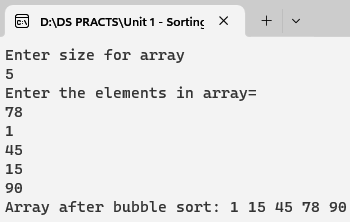 D:\DS PRACTS\Unit 1 - Sorting
Enter size for array
5
Enter the elements in array=
78
1
45
15
90
Array after bubble sort: 1 15 45 78 90